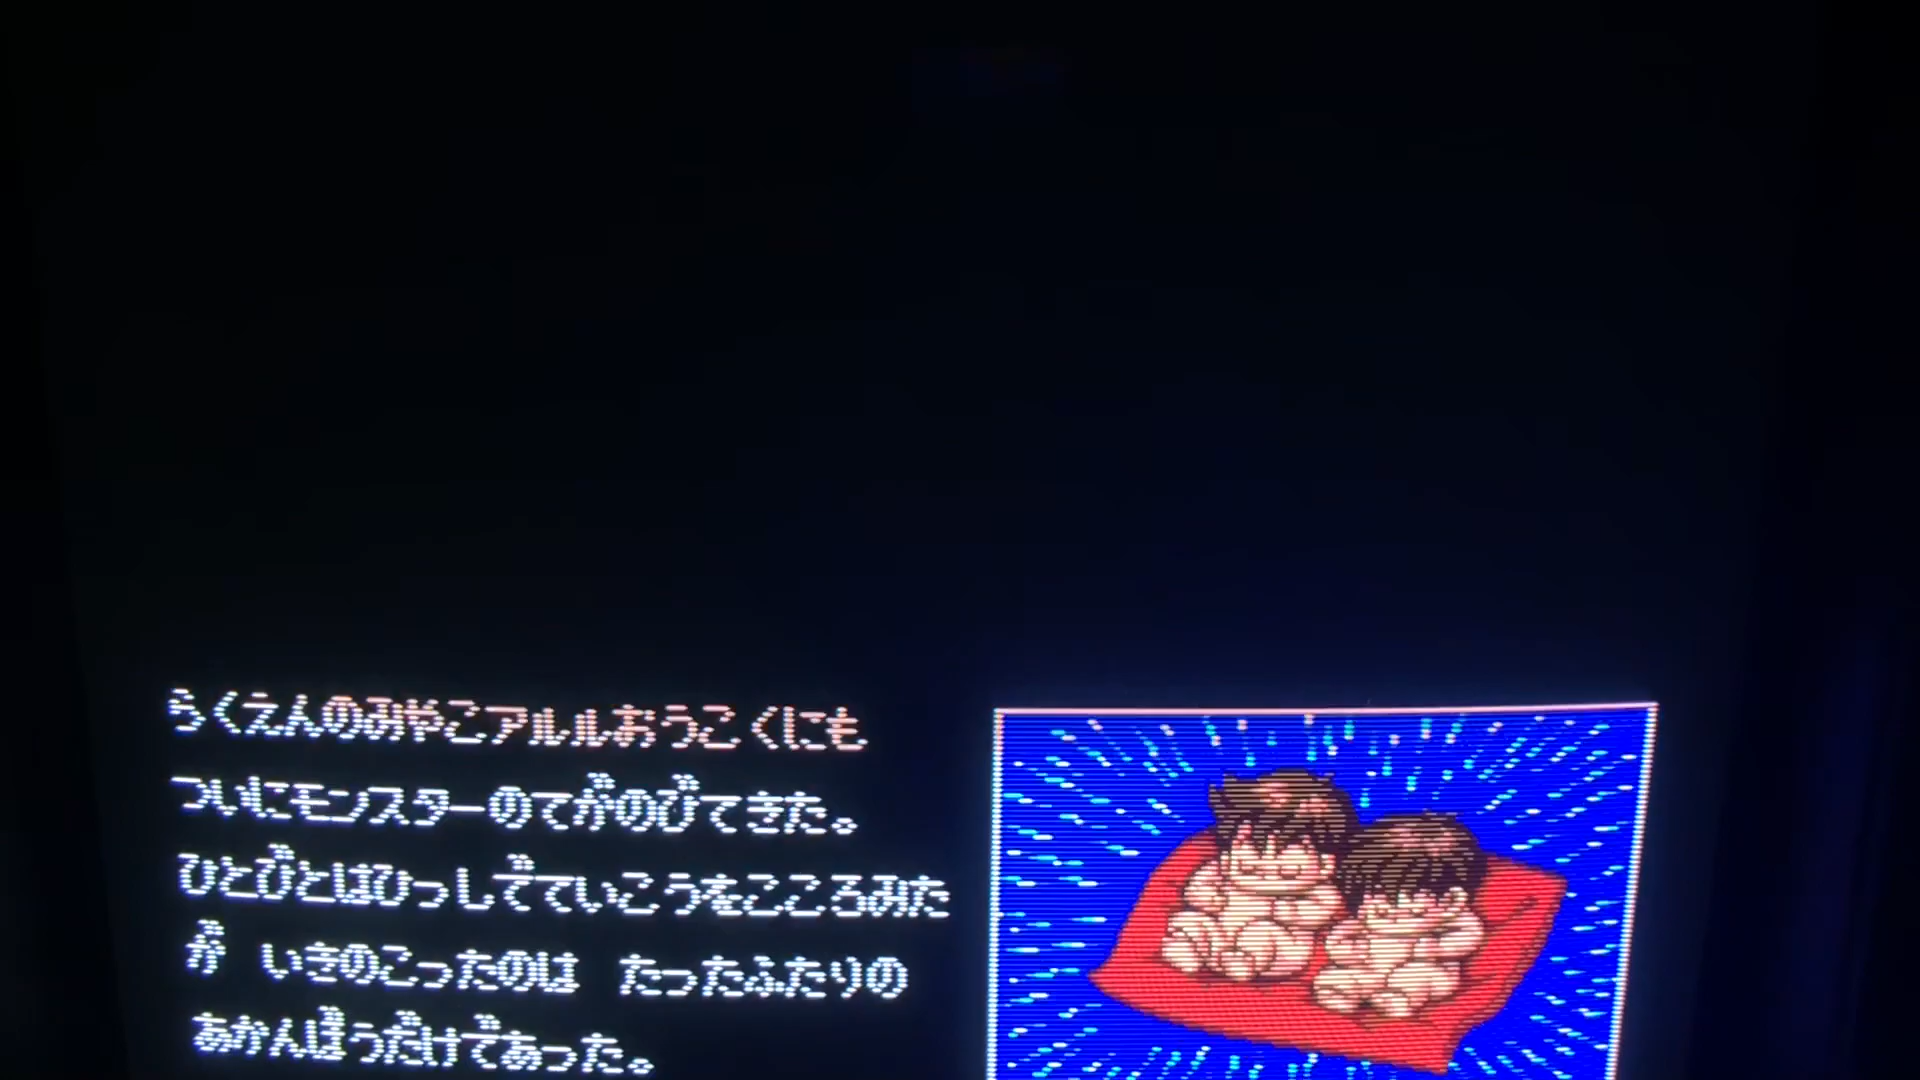 らくえんのみやこアルルおうこくにも
ついにモンスターのてがのびてきた。
ひとびとはひっしでていこうをこころみた
が いきのこったのは たったふたりの
あかんぼうだけであった。